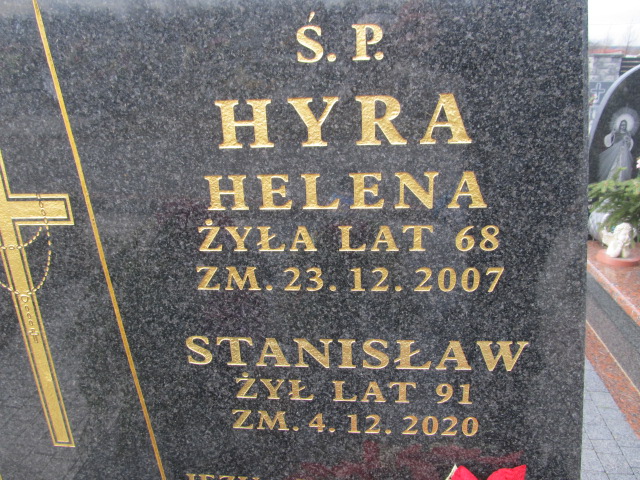 Ś. P.
HYRA
HELENA
ŻYŁA LAT 68
ZM. 23. 12. 2007
STANISŁAW
ŻYŁ LAT 91
ZM. 4. 12. 2020